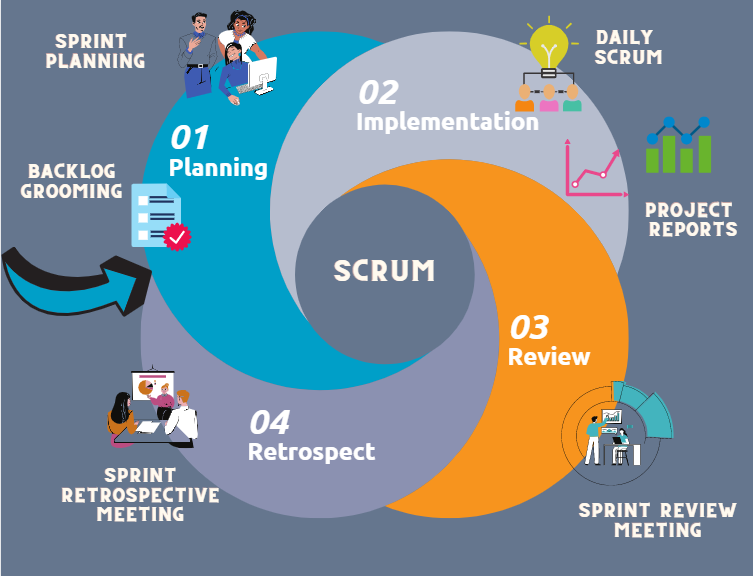 SPRINT
PLANNING
DAILY
SCRUM
02
Implementation
01
Planning
BACKLOG
GROOMING
PROJECT
REPORTS
SCRUM
03
Review
04
Retrospect
SPRINT
RETROSPECTIVE
MEETING
SPRINT REVIEW
MEETING